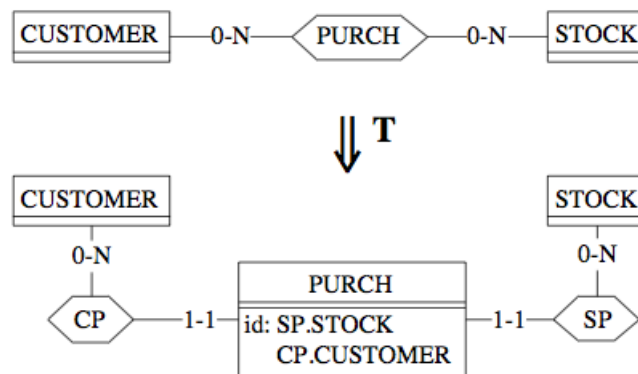 CUSTOMER 0-N PURCH 0-N STOCK
T
CUSTOMER STOCK
0-N 0-N
PURCH
CP 1-1 id: SP.STOCK 1-1 SP
CP.CUSTOMER